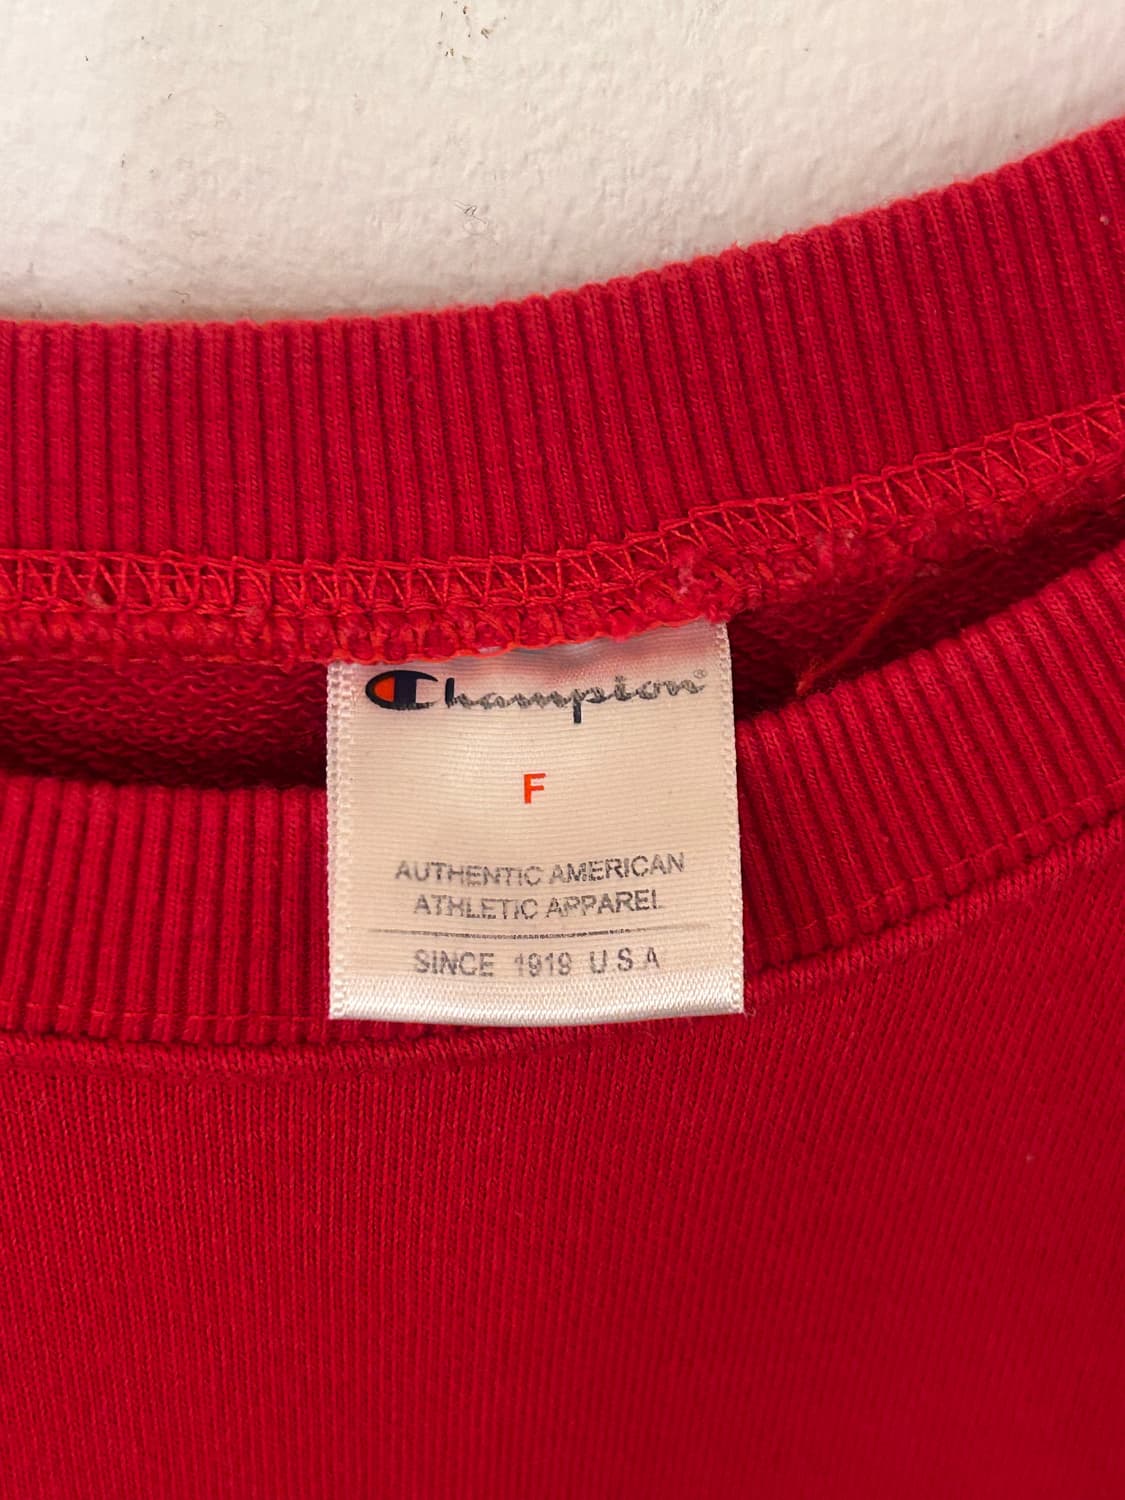 Champion®
F
AUTHENTIC AMERICAN
ATHLETIC APPAREL
SINCE 1919 U S A